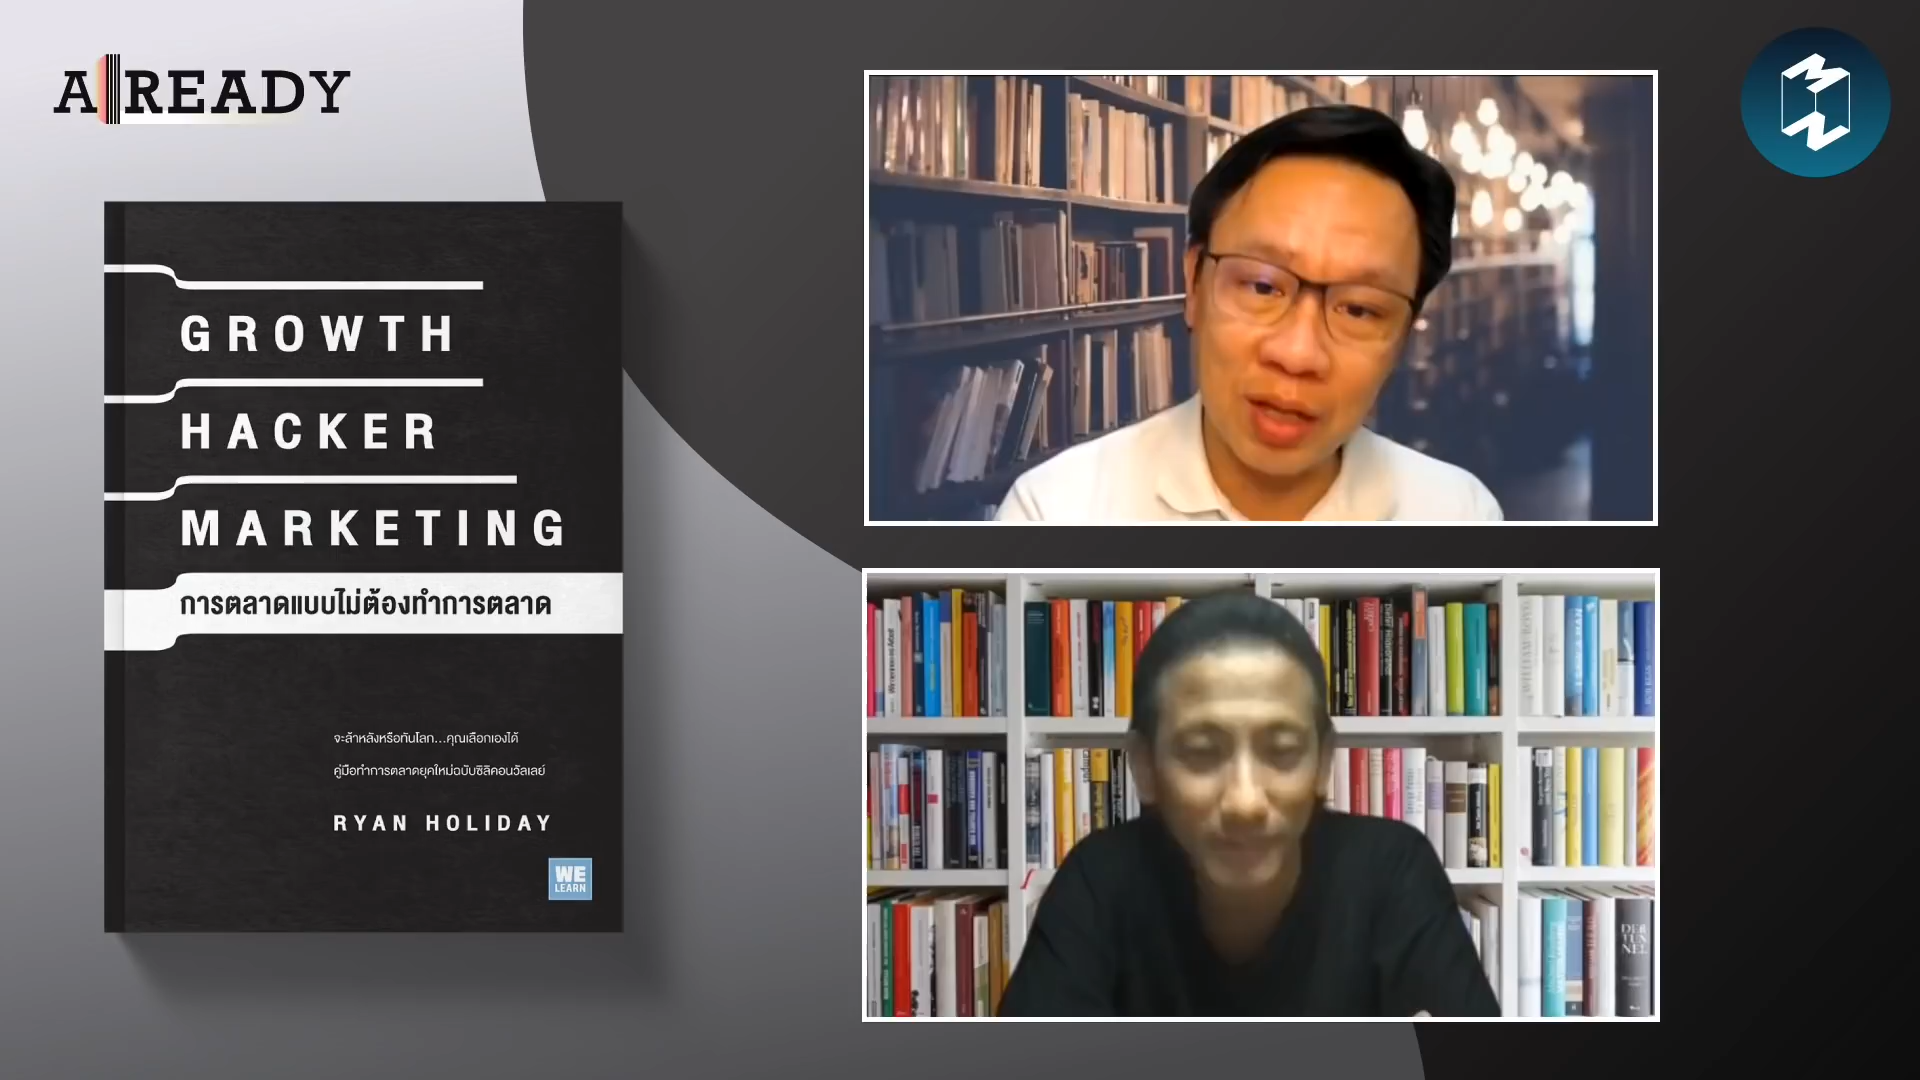 A READY
GROWTH
HACKER
MARKETING
การตลาดแบบไม่ต้องทำการตลาด
จะล้าหลังหรือทันโลก...คุณเลือกเองได้
คู่มือทำการตลาดยุคใหม่ฉบับซิลิคอนวัลเลย์
RYAN HOLIDAY
WE
LEARN
DER
TUN
NEL